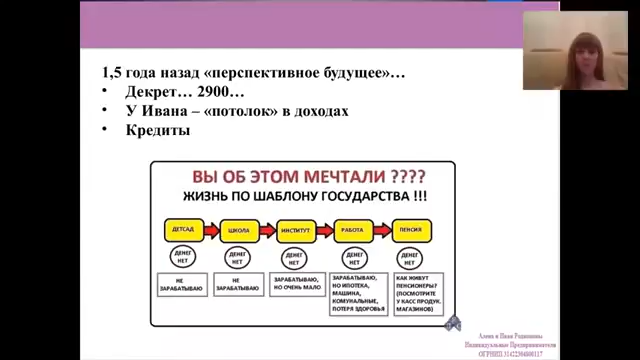 1,5 года назад «перспективное будущее»…
• Декрет… 2900…
• У Ивана – «потолок» в доходах
• Кредиты
ВЫ ОБ ЭТОМ МЕЧТАЛИ ????
ЖИЗНЬ ПО ШАБЛОНУ ГОСУДАРСТВА !!!
ДЕТСАД
ШКОЛА
ИНСТИТУТ
РАБОТА
ПЕНСИЯ
ДЕНЕГ
НЕТ
ДЕНЕГ
НЕТ
ДЕНЕГ
НЕТ
ДЕНЕГ
НЕТ
ДЕНЕГ
НЕТ
НЕ
ЗАРАБАТЫВАЮ
НЕ
ЗАРАБАТЫВАЮ
ЗАРАБАТЫВАЮ,
НО ОЧЕНЬ МАЛО
ЗАРАБАТЫВАЮ,
НО ИПОТЕКА,
МАШИНА,
КОМУНАЛЬНЫЕ,
ПОТЕРЯ ЗДОРОВЬЯ
КАК ЖИВУТ
ПЕНСИОНЕРЫ?
(ПОСМОТРИТЕ
У КАСС ПРОДУК.
МАГАЗИНОВ)
Индивидуальные Предприниматели